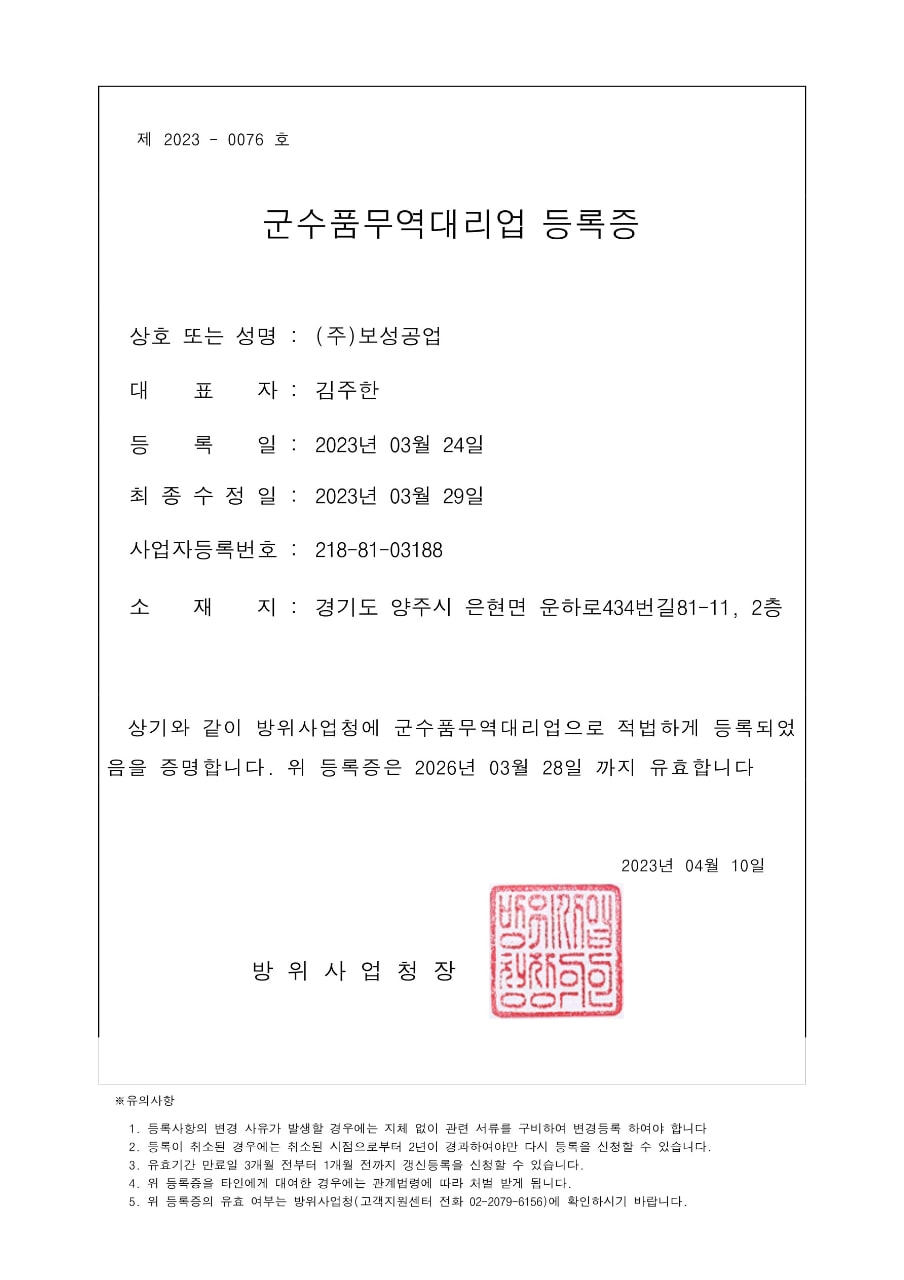 제 2023 - 0076 호
군수품무역대리업 등록증
상호 또는 성명 : (주)보성공업
대 표 자 : 김주한
등 록 일 : 2023년 03월 24일
최 종 수 정 일 : 2023년 03월 29일
사업자등록번호 : 218-81-03188
소 재 지 : 경기도 양주시 은현면 운하로434번길81-11, 2층
상기와 같이 방위사업청에 군수품무역대리업으로 적법하게 등록되었
음을 증명합니다. 위 등록증은 2026년 03월 28일 까지 유효합니다
2023년 04월 10일
방 위 사 업 청 장
※유의사항
1. 등록사항의 변경 사유가 발생할 경우에는 지체 없이 관련 서류를 구비하여 변경등록 하여야 합니다
2. 등록이 취소된 경우에는 취소된 시점으로부터 2년이 경과하여야만 다시 등록을 신청할 수 있습니다.
3. 유효기간 만료일 3개월 전부터 1개월 전까지 갱신등록을 신청할 수 있습니다.
4. 위 등록증을 타인에게 대여한 경우에는 관계법령에 따라 처벌 받게 됩니다.
5. 위 등록증의 유효 여부는 방위사업청(고객지원센터 전화 02-2079-6156)에 확인하시기 바랍니다.